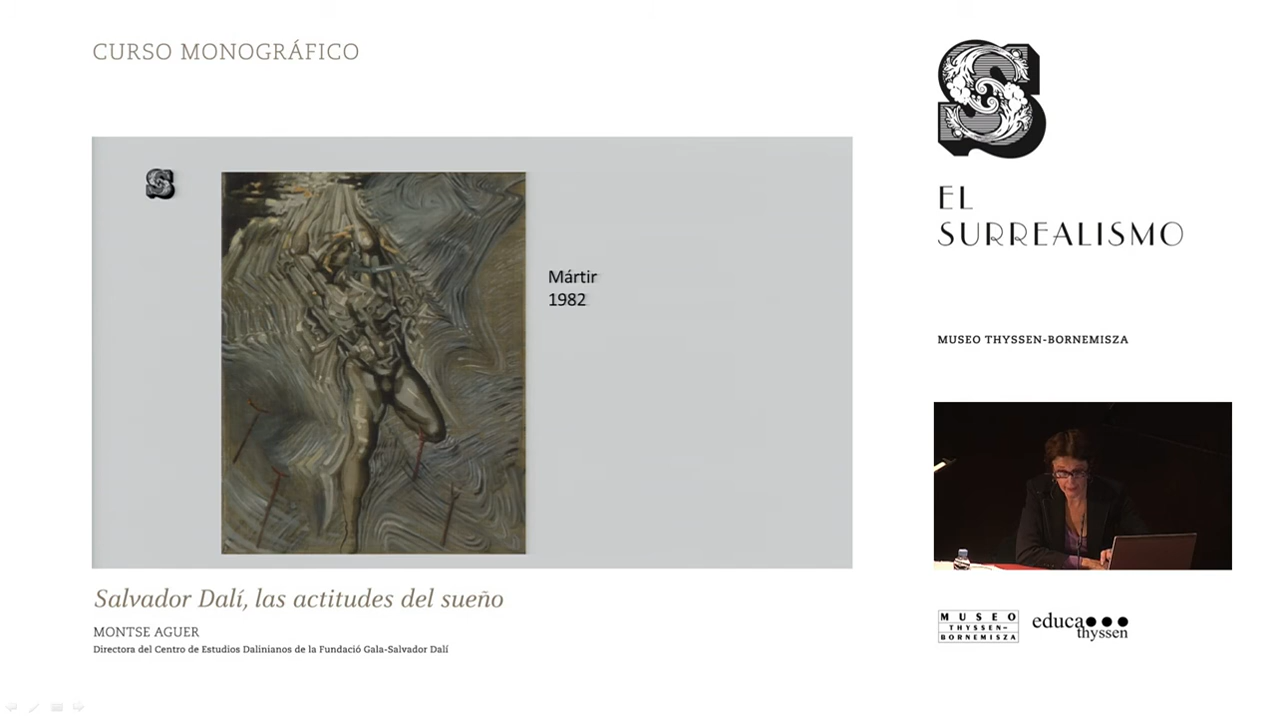 CURSO MONOGRÁFICO
S
S
EL
SURREALISMO
Mártir
1982
MUSEO THYSSEN-BORNEMISZA
Salvador Dalí, las actitudes del sueño
MONTSE AGUER
Directora del Centro de Estudios Dalinianos de la Fundació Gala-Salvador Dalí
MUSEO
THYSSEN-
BORNEMISZA
educa
thyssen